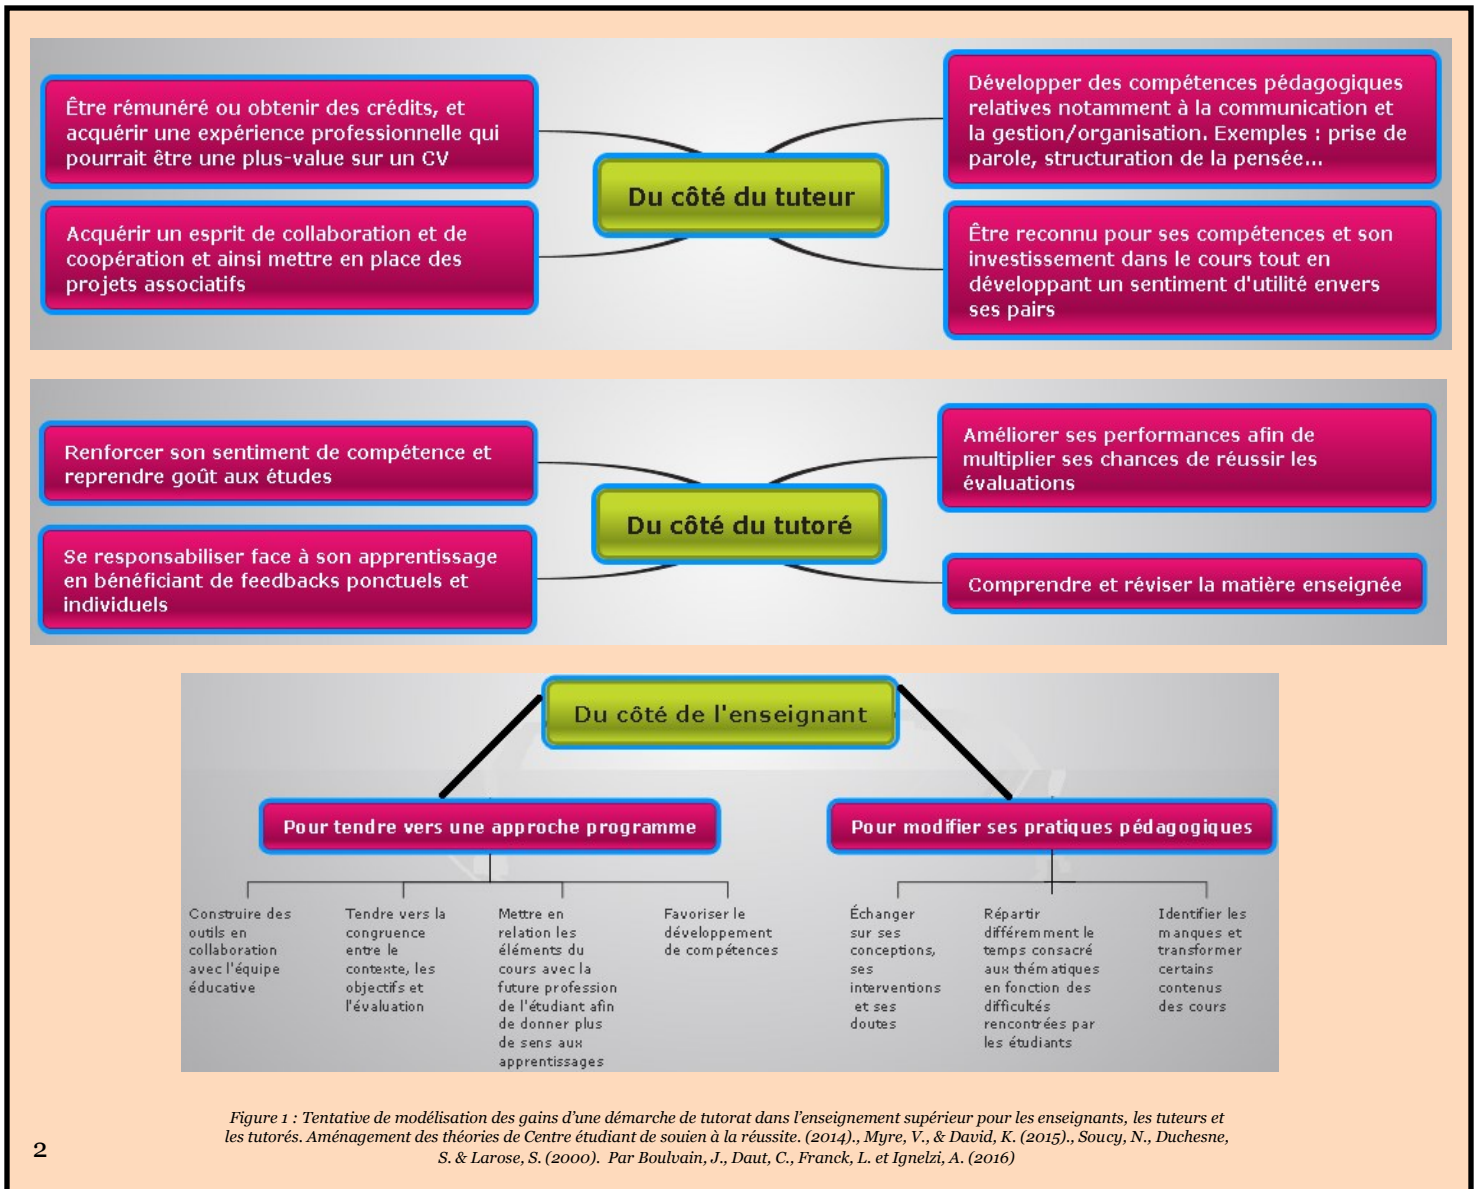 Être rémunéré ou obtenir des crédits, et
acquérir une expérience professionnelle qui
pourrait être une plus-value sur un CV
Acquérir un esprit de collaboration et de
coopération et ainsi mettre en place des
projets associatifs
Du côté du tuteur
Développer des compétences pédagogiques
relatives notamment à la communication et
la gestion/organisation. Exemples : prise de
parole, structuration de la pensée...
Être reconnu pour ses compétences et son
investissement dans le cours tout en
développant un sentiment d'utilité envers
ses pairs
Renforcer son sentiment de compétence et
reprendre goût aux études
Se responsabiliser face à son apprentissage
en bénéficiant de feedbacks ponctuels et
individuels
Du côté du tutoré
Améliorer ses performances afin de
multiplier ses chances de réussir les
évaluations
Comprendre et réviser la matière enseignée
Du côté de l'enseignant
Pour tendre vers une approche programme
Construire des
outils en
collaboration
avec l'équipe
éducative
Tendre vers la
congruence
entre le
contexte, les
objectifs et
l'évaluation
Mettre en
relation les
éléments du
cours avec la
future profession
de l'étudiant afin
de donner plus
de sens aux
apprentissages
Favoriser le
développement
de compétences
Pour modifier ses pratiques pédagogiques
Échanger
sur ses
conceptions,
ses
interventions
et ses
doutes
Répartir
différemment le
temps consacré
aux thématiques
en fonction des
difficultés
rencontrées par
les étudiants
Identifier les
manques et
transformer
certains
contenus
des cours
Figure 1 : Tentative de modélisation des gains d'une démarche de tutorat dans l'enseignement supérieur pour les enseignants, les tuteurs et
les tutorés. Aménagement des théories de Centre étudiant de souien à la réussite. (2014)., Myre, V., & David, K. (2015)., Soucy, N., Duchesne,
S. & Larose, S. (2000). Par Boulvain, J., Daut, C., Franck, L. et Ignelzi, A. (2016)
2